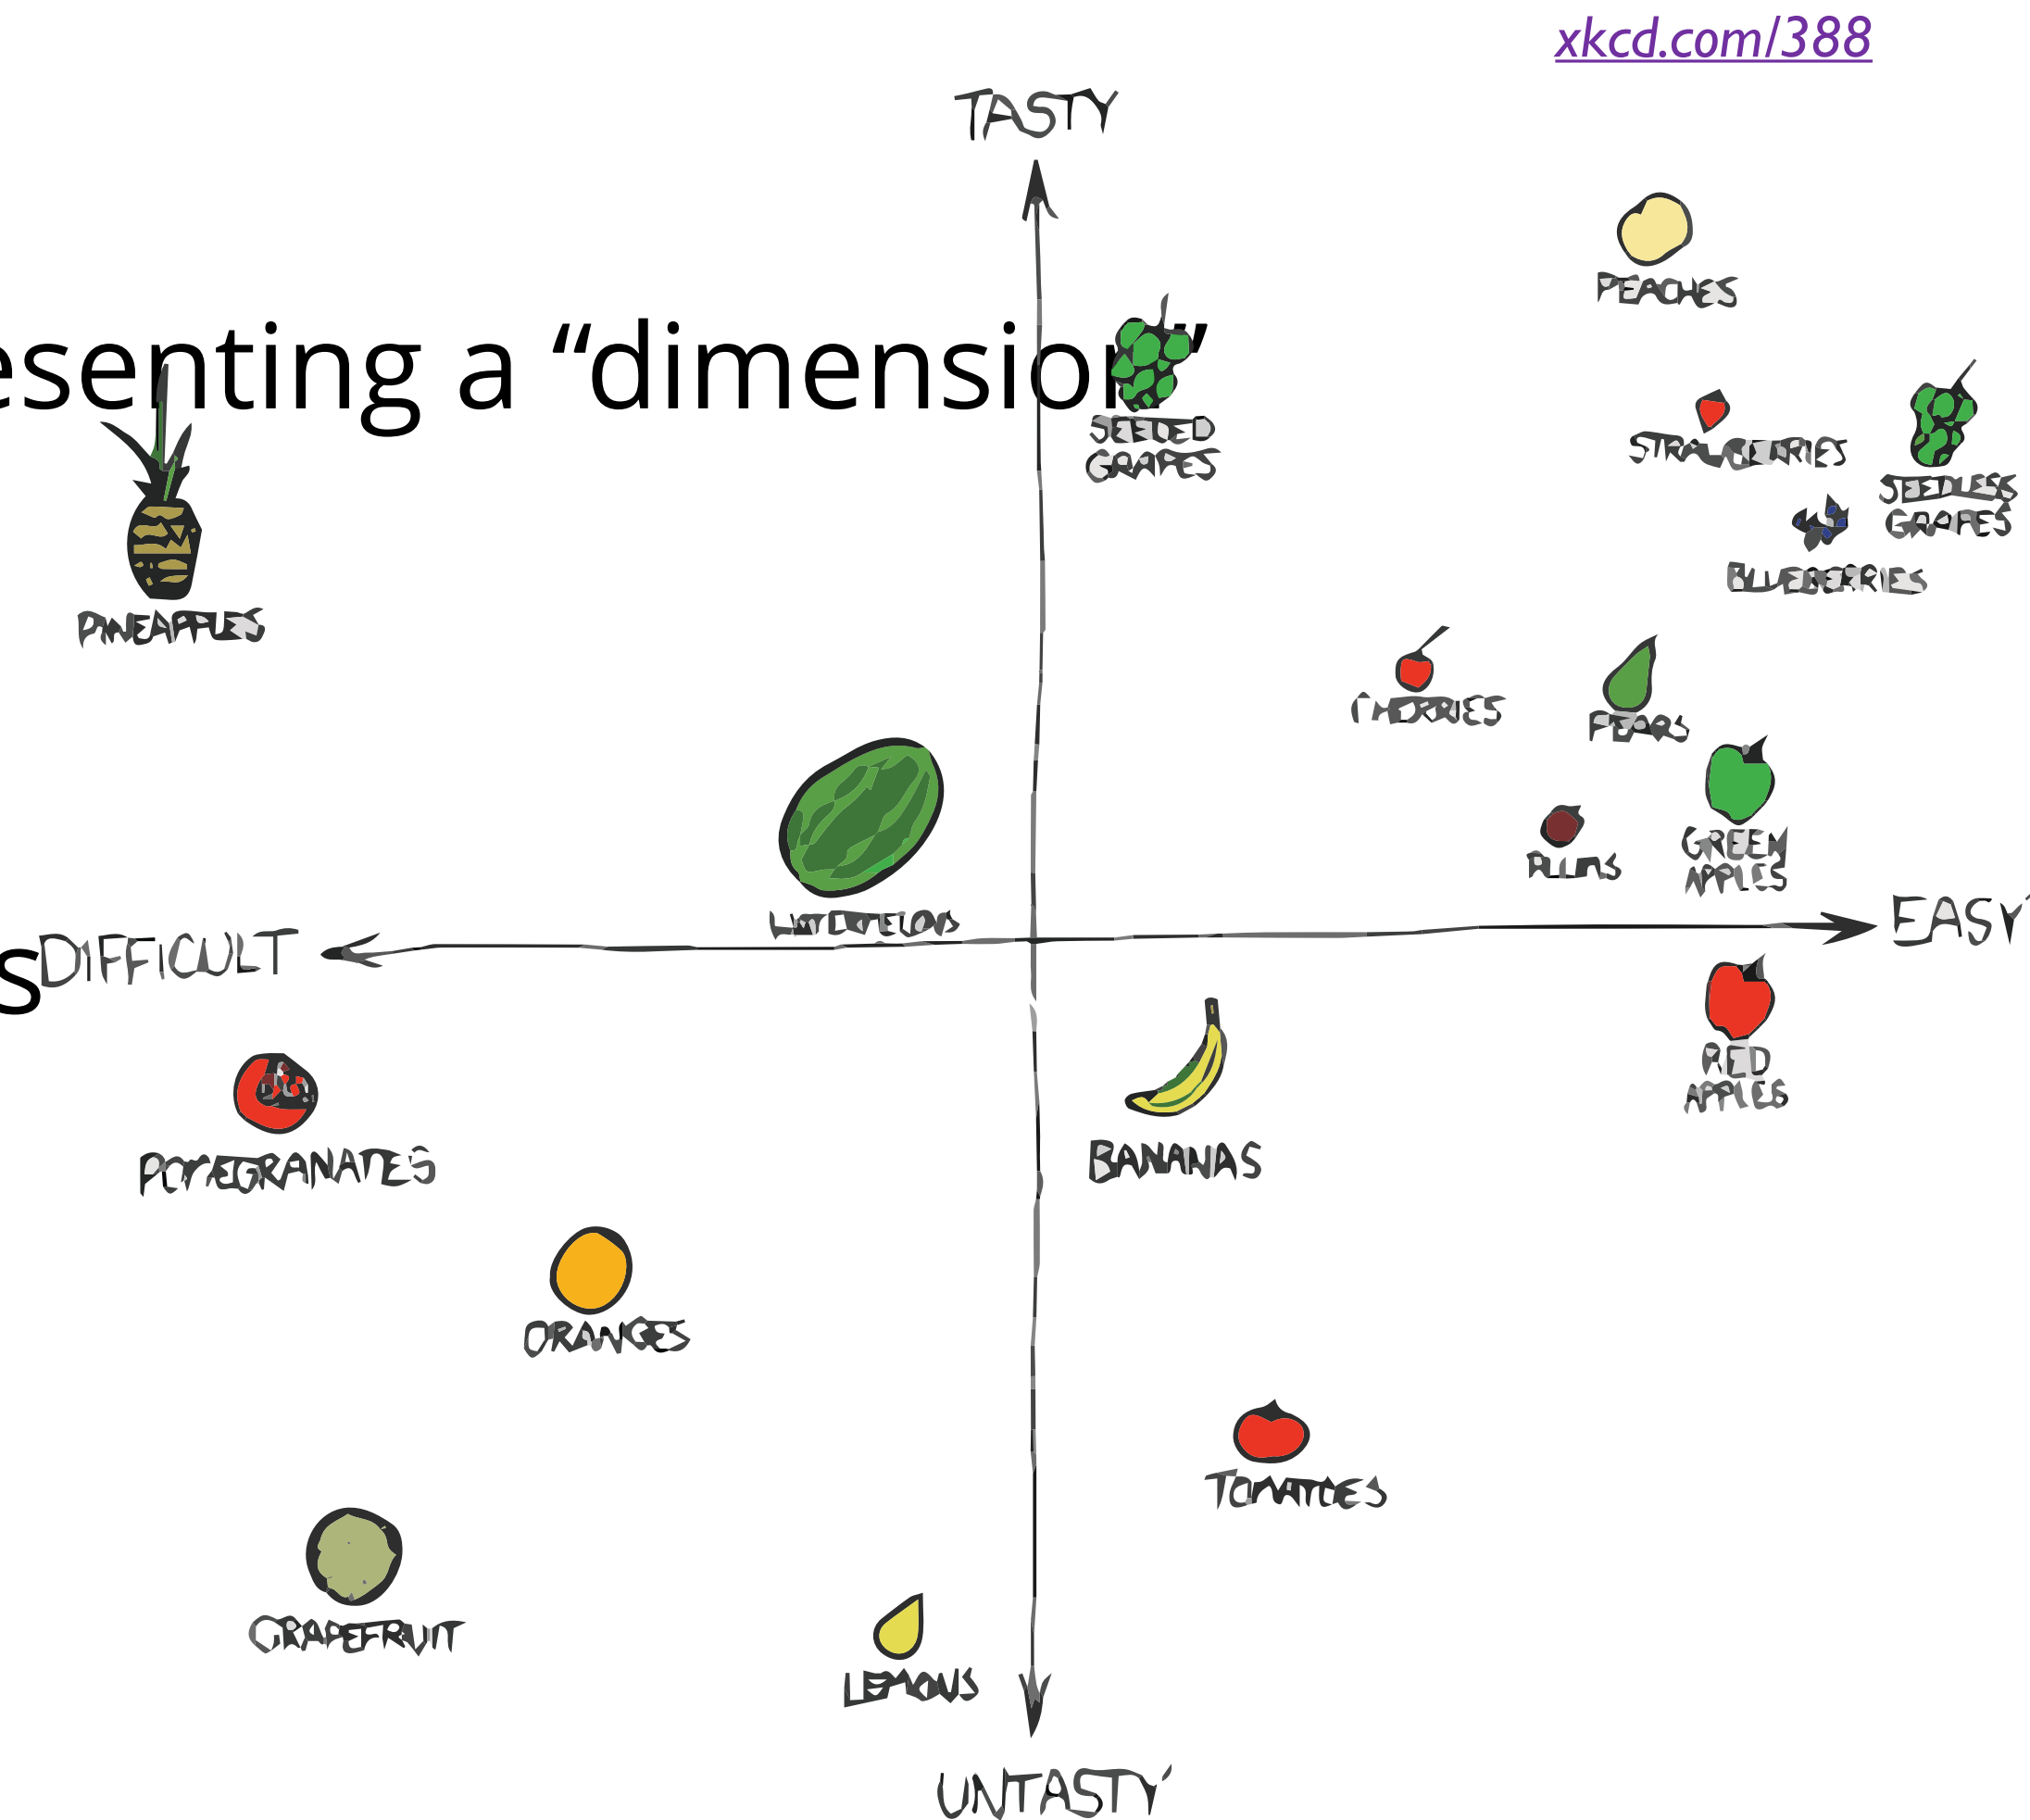 xkcd.com/388
TASTY
PEACHES
esenting a “dimension”
SEEDED
GRAPES
STRAWBERRIES
SEEDLESS
GRAPES
BLUEBERRIES
PINEAPPLES
CHERRIES
PEARS
GREEN
APPLES
PLUMS
WATERMELONS
EASY
s
DIFFICULT
RED
APPLES
POMEGRANATES
BANANAS
ORANGES
TOMATOES
GRAPEFRUIT
LEMONS
UNTASTY